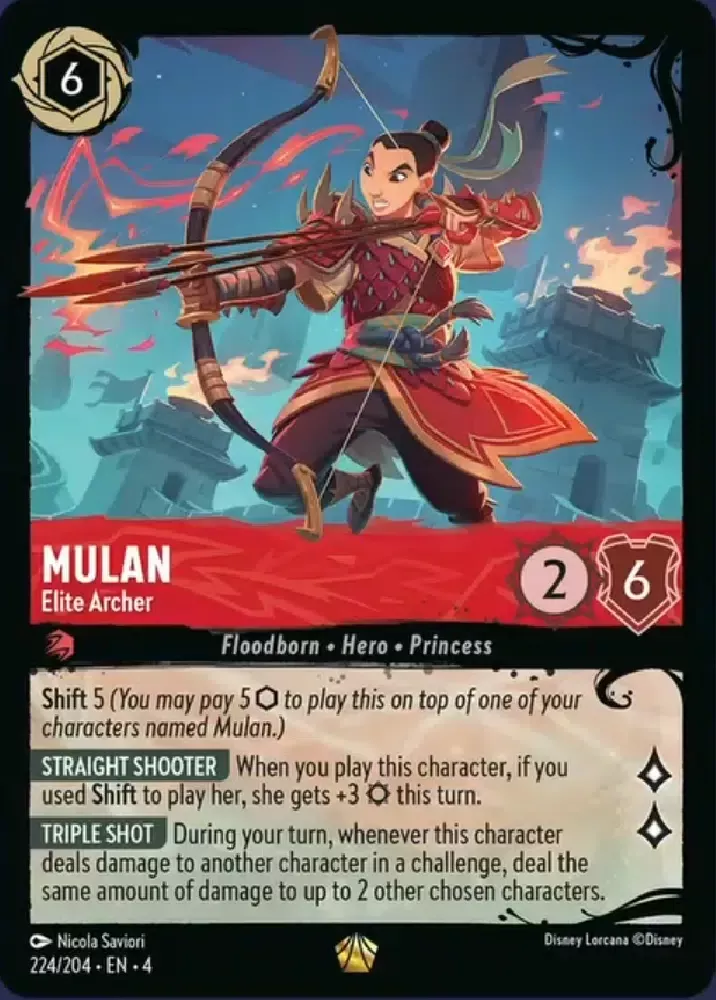 6
MULAN
Elite Archer
2
6
Floodborn • Hero • Princess
Shift 5 (You may pay 5 ⬡ to play this on top of one of your
characters named Mulan.)
STRAIGHT SHOOTER When you play this character, if you
used Shift to play her, she gets +3 ¤ this turn.
TRIPLE SHOT During your turn, whenever this character
deals damage to another character in a challenge, deal the
same amount of damage to up to 2 other chosen characters.
Nicola Saviori
Disney Lorcana ©Disney
224/204 • EN • 4